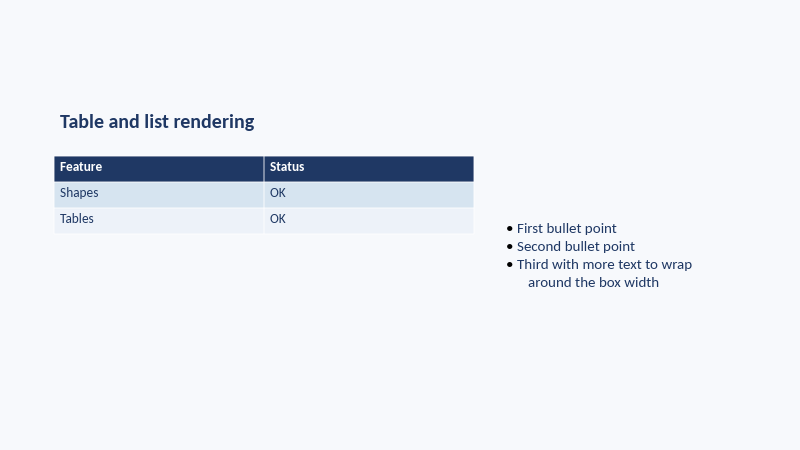 Table and list rendering
Feature Status
Shapes OK
Tables OK
• First bullet point
• Second bullet point
• Third with more text to wrap
around the box width